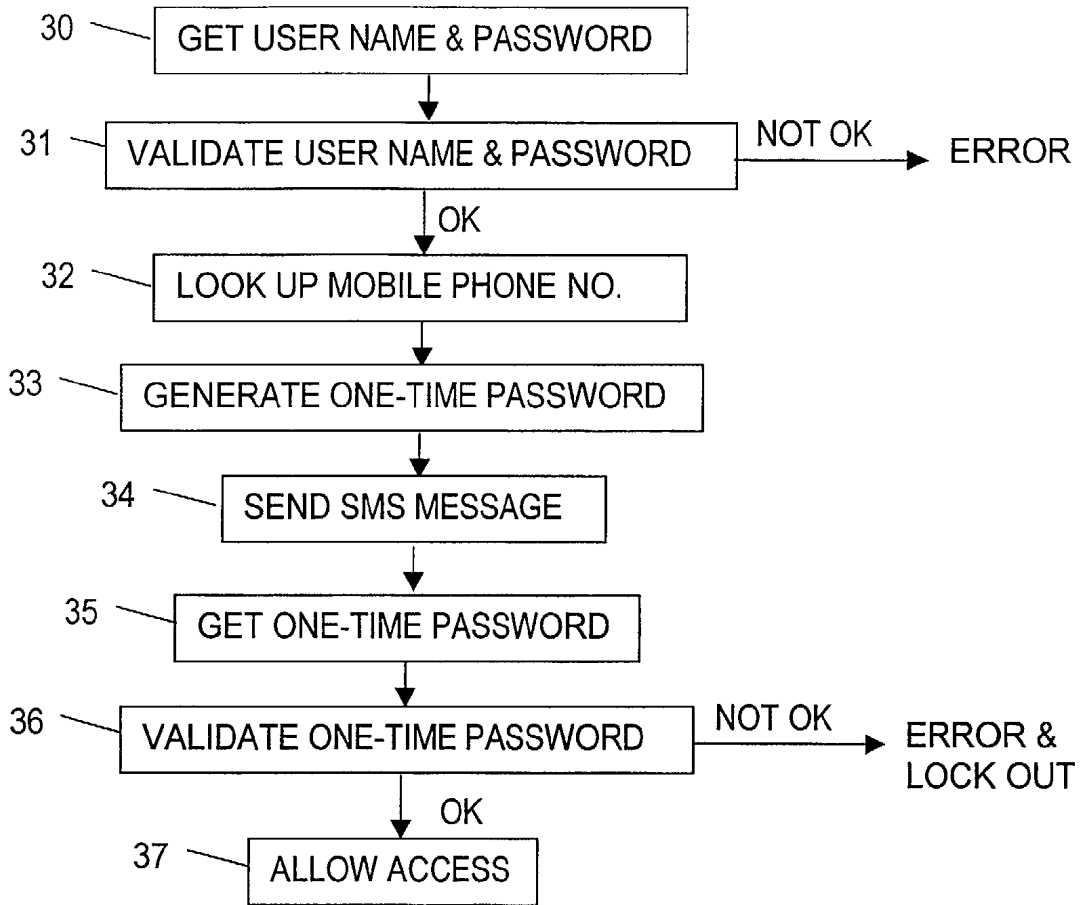 30 GET USER NAME & PASSWORD
31 VALIDATE USER NAME & PASSWORD NOT OK ERROR
OK
32 LOOK UP MOBILE PHONE NO.
33 GENERATE ONE-TIME PASSWORD
34 SEND SMS MESSAGE
35 GET ONE-TIME PASSWORD
36 VALIDATE ONE-TIME PASSWORD NOT OK ERROR &
LOCK OUT
OK
37 ALLOW ACCESS